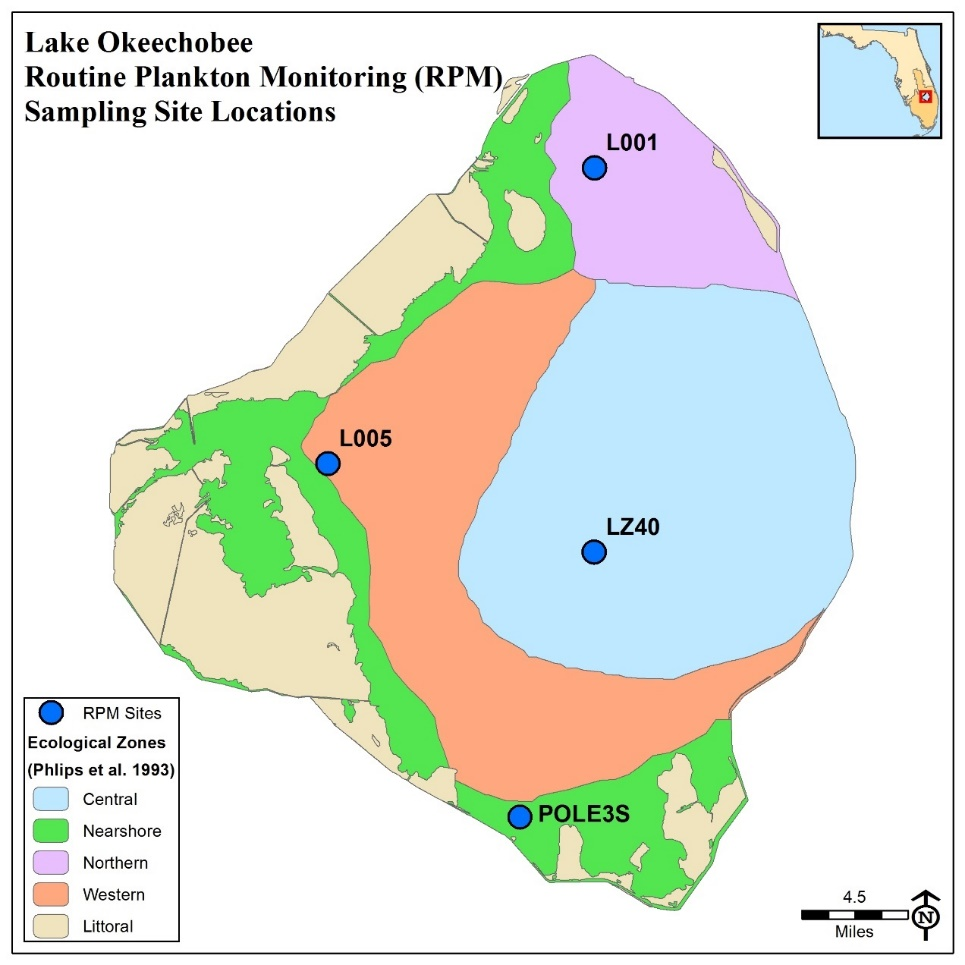 Lake Okeechobee
Routine Plankton Monitoring (RPM)
Sampling Site Locations
L001
L005
LZ40
POLE3S
RPM Sites
Ecological Zones
(Phlips et al. 1993)
Central
Nearshore
Northern
Western
Littoral
4.5
Miles
N